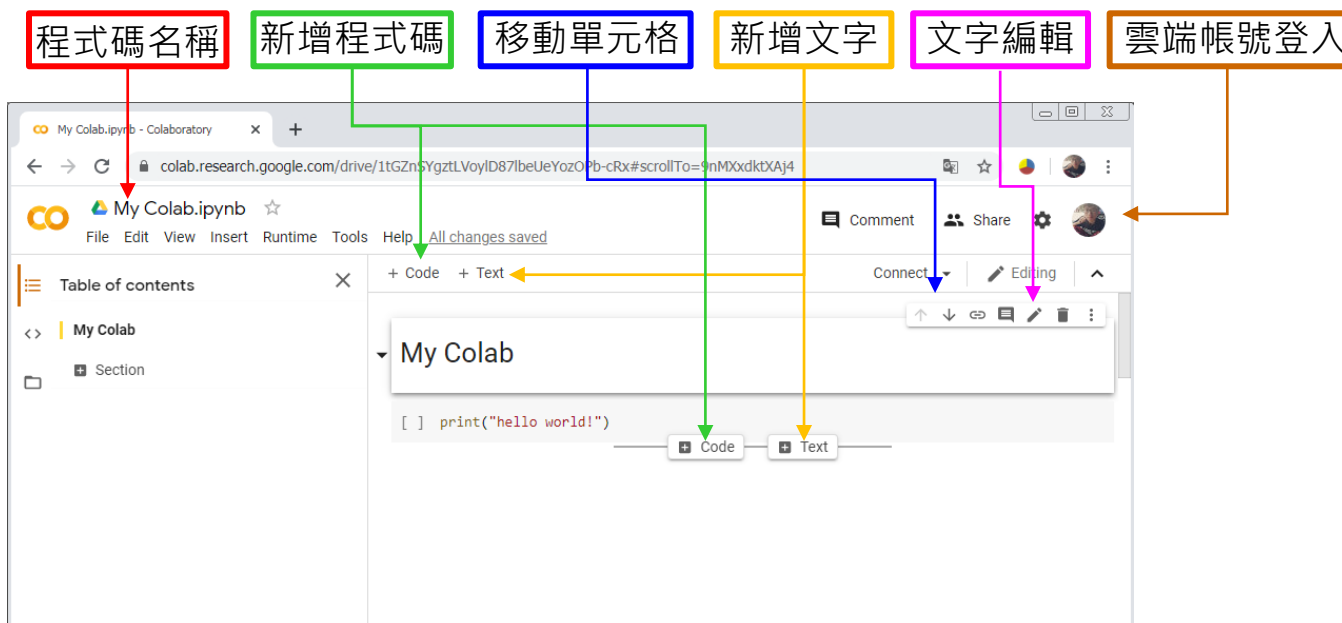 程式碼名稱
新增程式碼
移動單元格
新增文字
文字編輯
雲端帳號登入
My Colab.ipynb - Colaboratory
colab.research.google.com/drive/1tGZnSYgztLVoylD87lbeUeYozOPb-cRx#scrollTo=9nMXxdktXAj4
My Colab.ipynb
Comment
Share
File Edit View Insert Runtime Tools Help All changes saved
Table of contents
+ Code + Text
Connect
Editing
My Colab
Section
My Colab
[ ] print("hello world!")
Code
Text